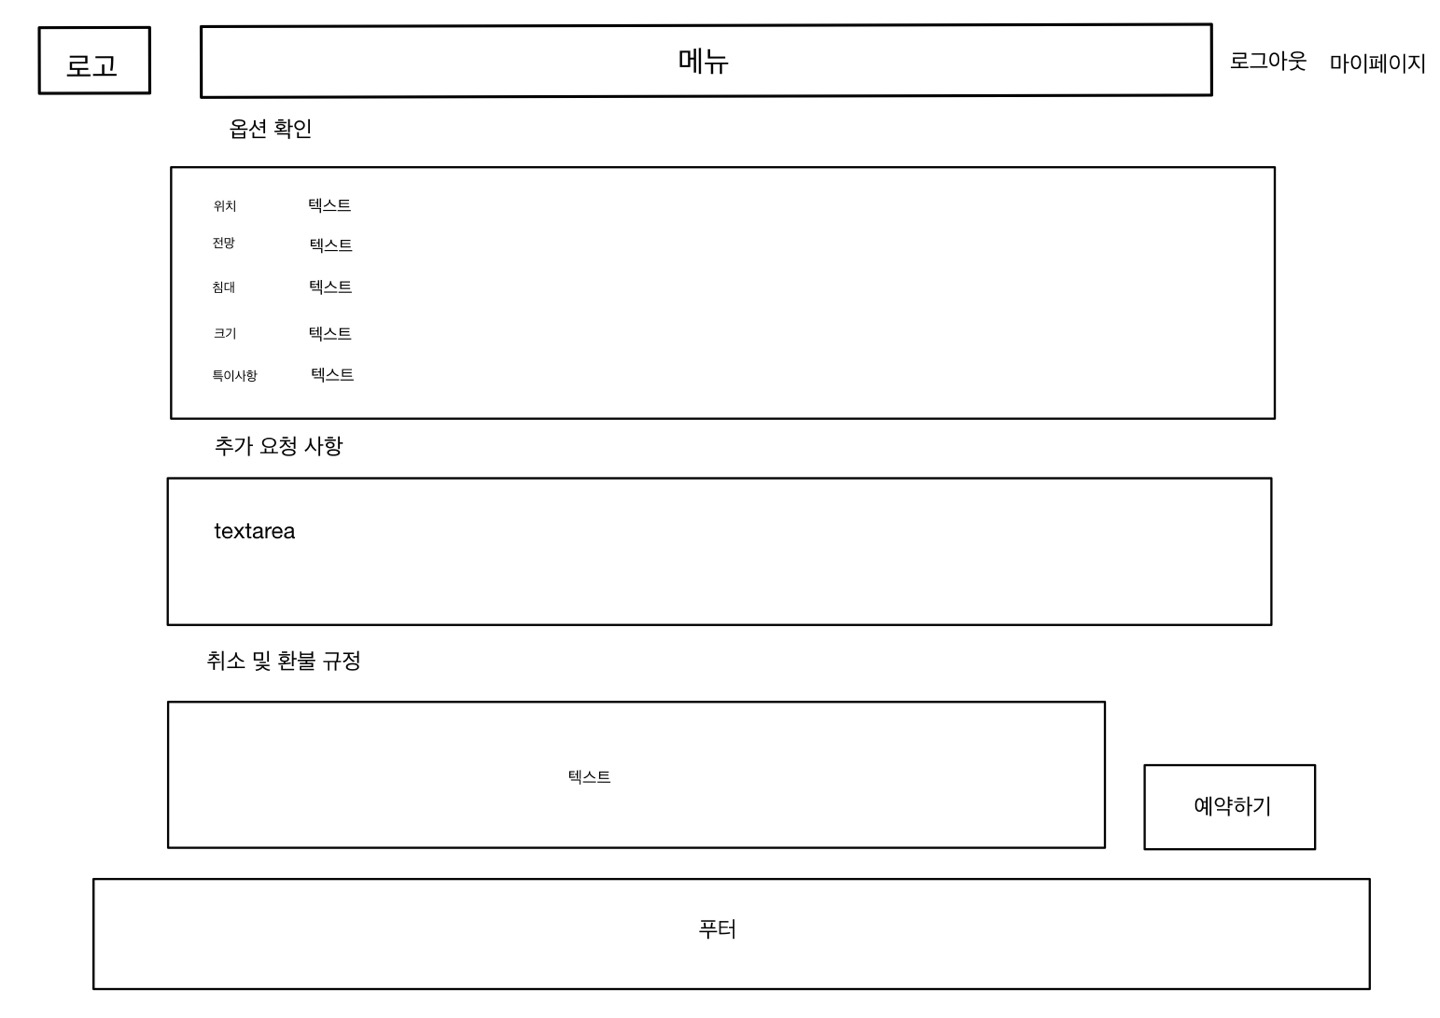 로고
메뉴
로그아웃 마이페이지
옵션 확인
위치 텍스트
전망 텍스트
침대 텍스트
크기 텍스트
특이사항 텍스트
추가 요청 사항
textarea
취소 및 환불 규정
텍스트
예약하기
푸터